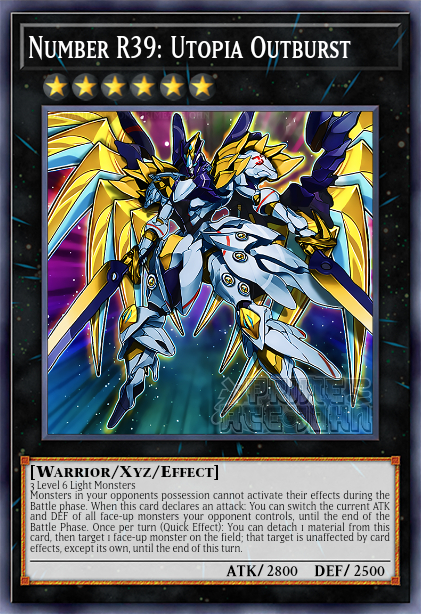 Number R39: Utopia Outburst
[Warrior/Xyz/Effect]
3 Level 6 Light Monsters
Monsters in your opponents possession cannot activate their effects during the
Battle phase. When this card declares an attack: You can switch the current ATK
and DEF of all face-up monsters your opponent controls, until the end of the
Battle Phase. Once per turn (Quick Effect): You can detach 1 material from this
card, then target 1 face-up monster on the field; that target is unaffected by card
effects, except its own, until the end of this turn.
ATK/ 2800 DEF/ 2500